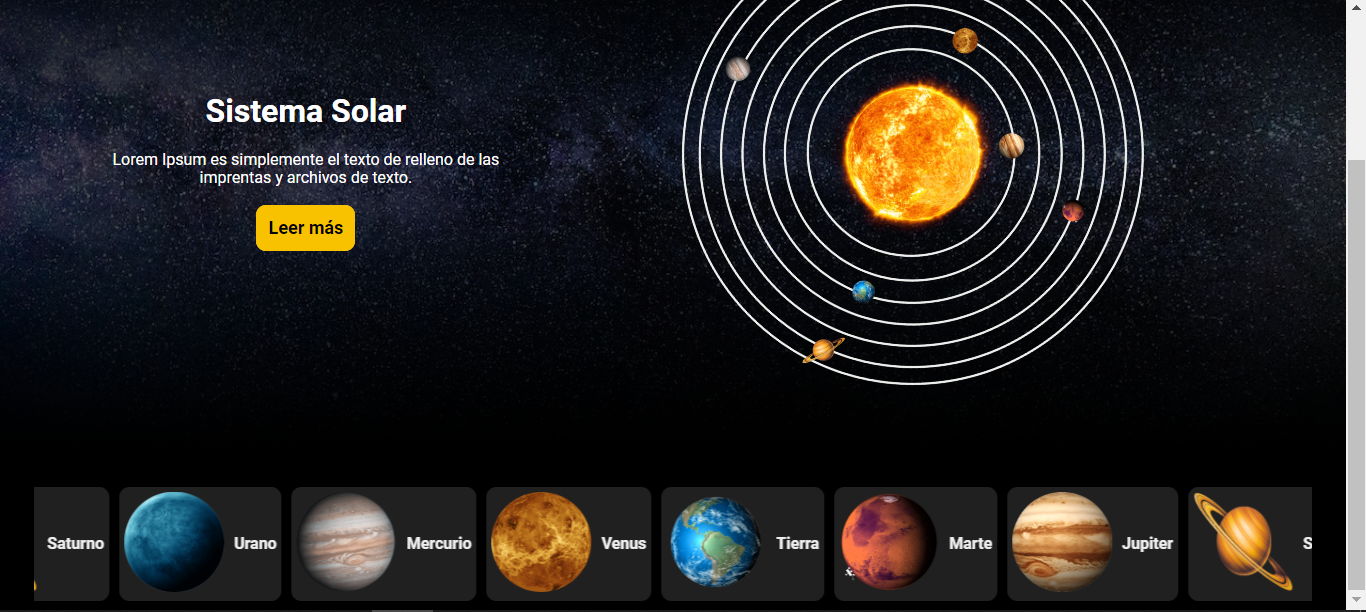 Sistema Solar
Lorem Ipsum es simplemente el texto de relleno de las
imprentas y archivos de texto.
Leer más
Saturno
Urano
Mercurio
Venus
Tierra
Marte
Jupiter
S